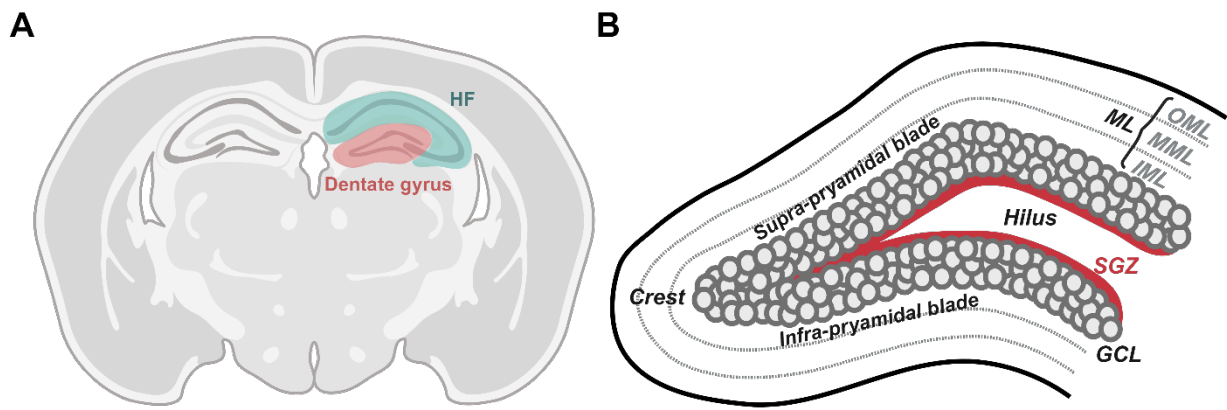 A
HF
Dentate gyrus
B
ML
OML
MML
IML
Supra-pryamidal blade
Hilus
SGZ
Crest
Infra-pryamidal blade
GCL